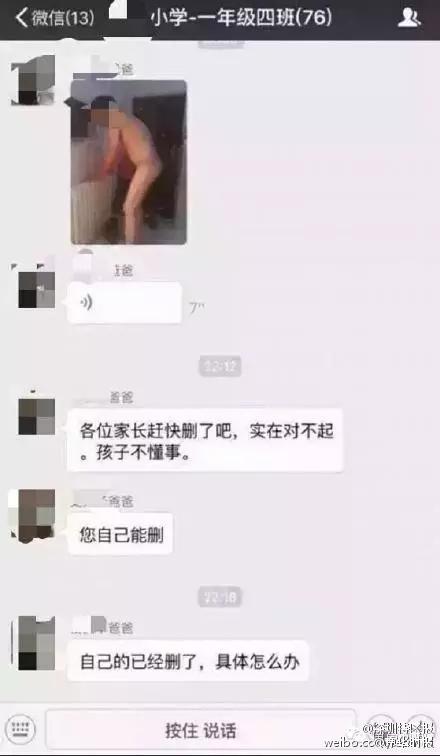 微信(13)
小学-一年级四班(76)
爸
爸
7"
22:12
爸爸
各位家长赶快删了吧，实在对不起
。孩子不懂事。
爸爸
您自己能删
22:18
爸爸
自己的已经删了，具体怎么办
按住 说话
weibo.com/